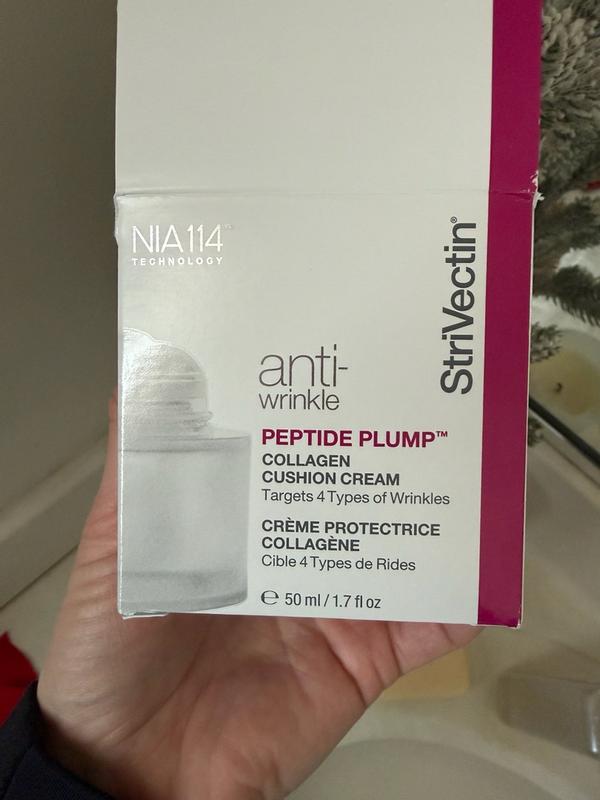 NIA114™
TECHNOLOGY
StriVectin®
anti-
wrinkle
PEPTIDE PLUMP™
COLLAGEN
CUSHION CREAM
Targets 4 Types of Wrinkles
CRÈME PROTECTRICE
COLLAGÈNE
Cible 4 Types de Rides
℮ 50 ml / 1.7 fl oz